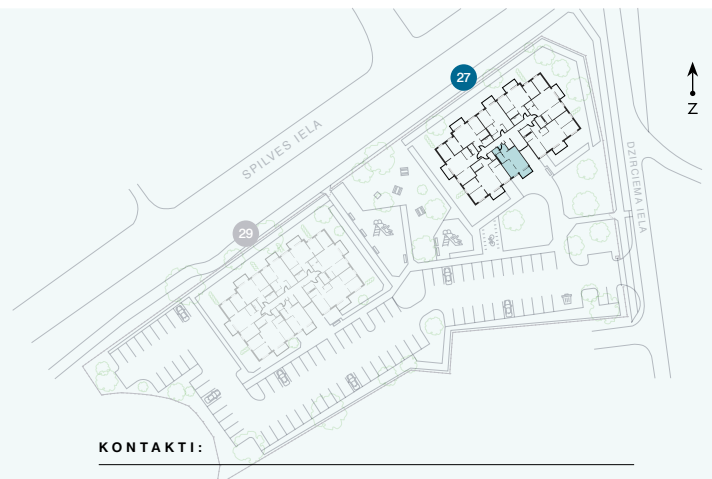 27
Z
SPILVES IELA
DZIRCIEMA IELA
29
KONTAKTI: